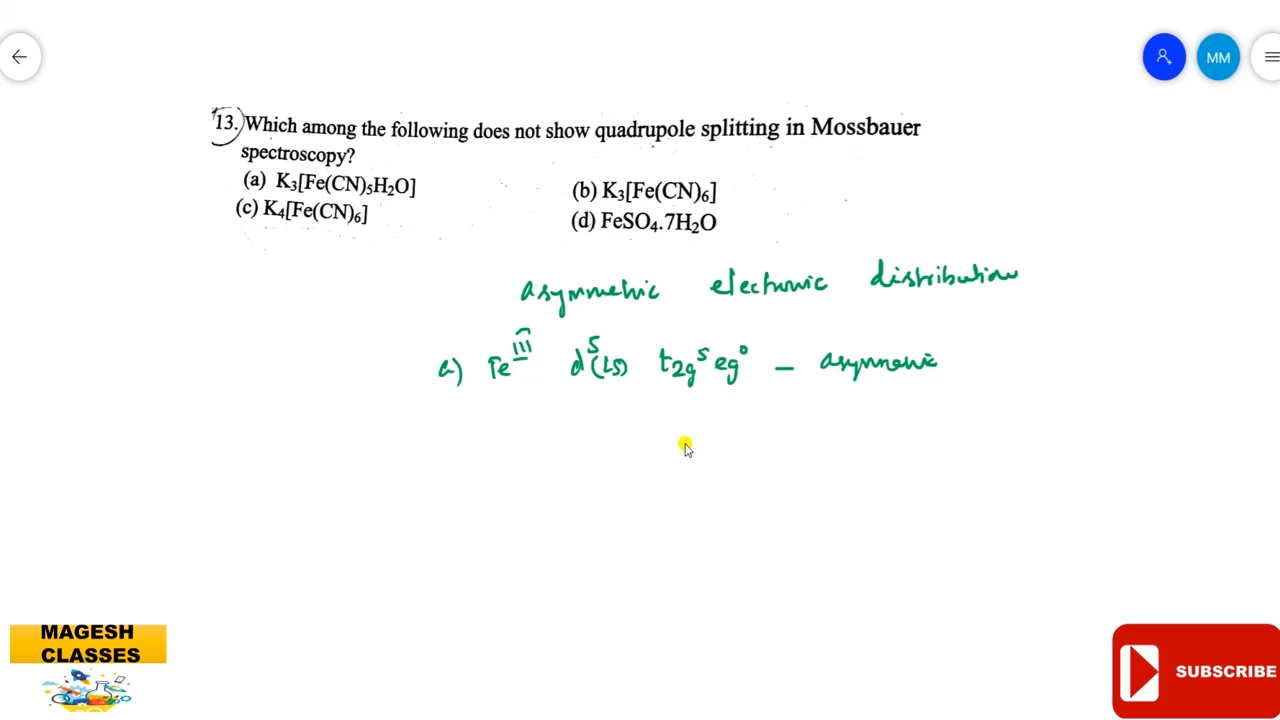 MM
13. Which among the following does not show quadrupole splitting in Mossbauer
spectroscopy?
(a) K₃[Fe(CN)₅H₂O] (b) K₃[Fe(CN)₆]
(c) K₄[Fe(CN)₆] (d) FeSO₄.7H₂O
asymmetric electronic distribution
a) Fe^III d⁵(LS) t₂g⁵ eg⁰ – asymmetric
MAGESH
CLASSES
SUBSCRIBE